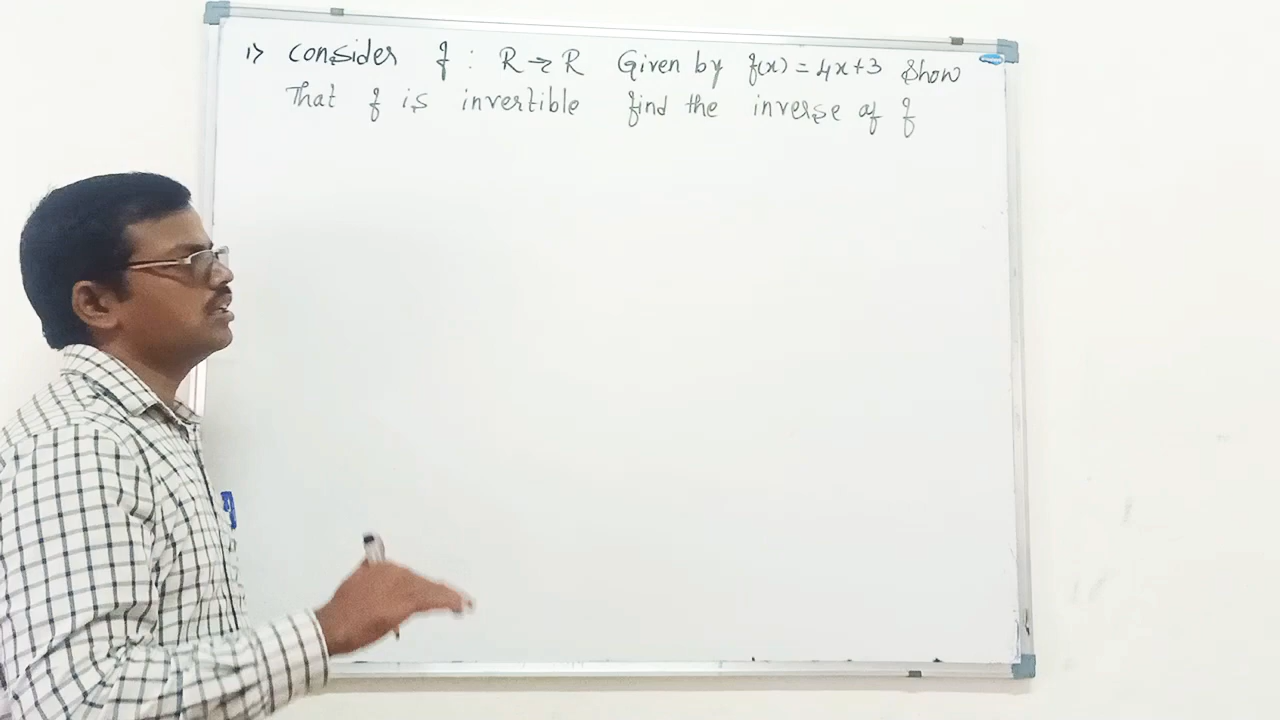 1) consider f : R → R Given by f(x) = 4x+3 Show
That f is invertible find the inverse of f